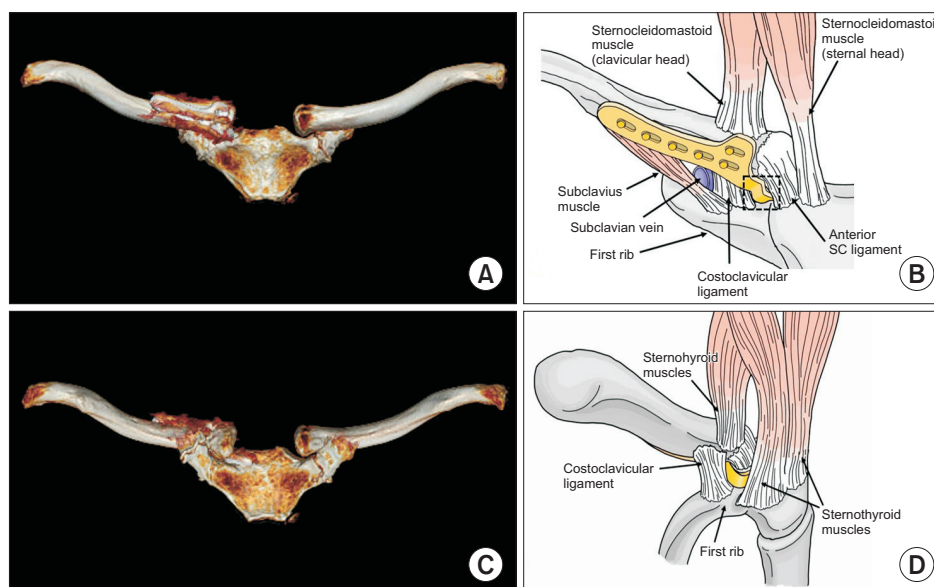 A
Sternocleidomastoid
muscle
(clavicular head)
Sternocleidomastoid
muscle
(sternal head)
Subclavius
muscle
Subclavian vein
First rib
Costoclavicular
ligament
Anterior
SC ligament
B
C
Sternohyroid
muscles
Costoclavicular
ligament
First rib
Sternothyroid
muscles
D